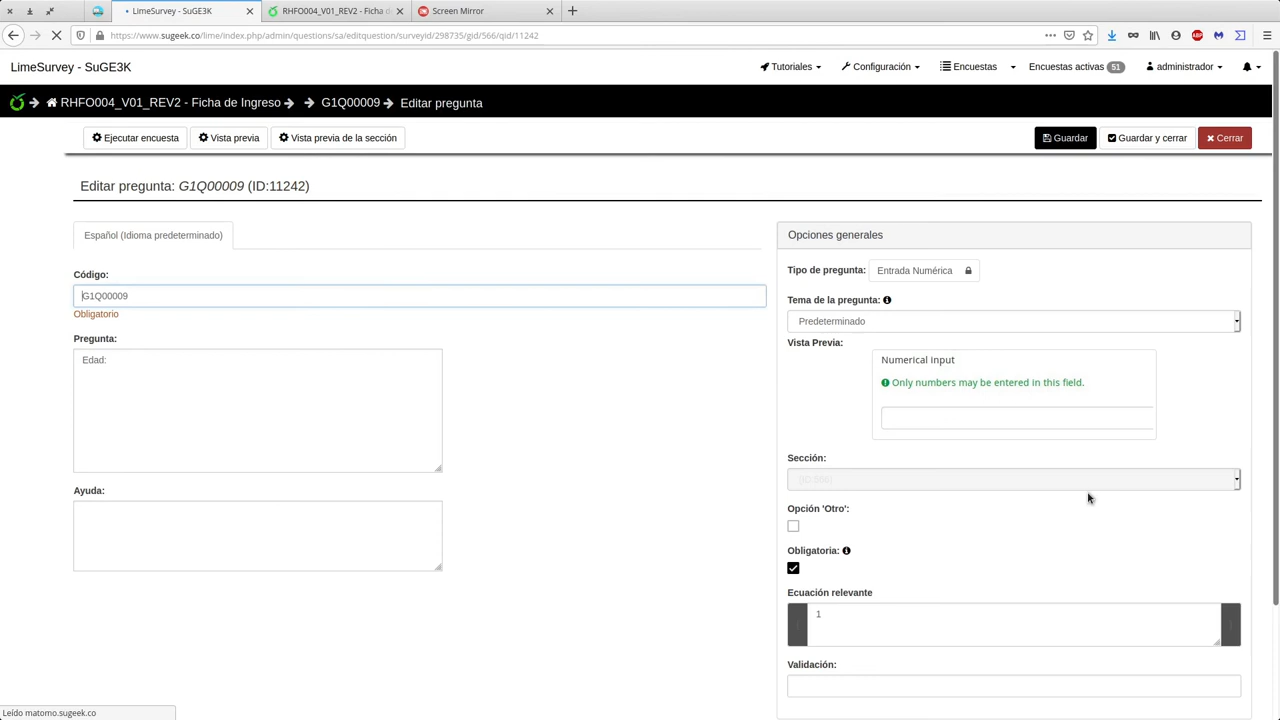 LimeSurvey - SuGE3K
RHFO004_V01_REV2 - Ficha de
Screen Mirror
https://www.sugeek.co/lime/index.php/admin/questions/sa/editquestion/surveyid/298735/gid/566/qid/11242
LimeSurvey - SuGE3K
Tutoriales
Configuración
Encuestas
Encuestas activas 51
administrador
RHFO004_V01_REV2 - Ficha de Ingreso
G1Q00009
Editar pregunta
Ejecutar encuesta
Vista previa
Vista previa de la sección
Guardar
Guardar y cerrar
Cerrar
Editar pregunta: G1Q00009 (ID:11242)
Español (Idioma predeterminado)
Código:
G1Q00009
Obligatorio
Pregunta:
Edad:
Ayuda:
Opciones generales
Tipo de pregunta: Entrada Numérica
Tema de la pregunta:
Predeterminado
Vista Previa:
Numerical Input
Only numbers may be entered in this field.
Sección:
Opción 'Otro':
Obligatoria:
Ecuación relevante
1
Validación:
Leído matomo.sugeek.co